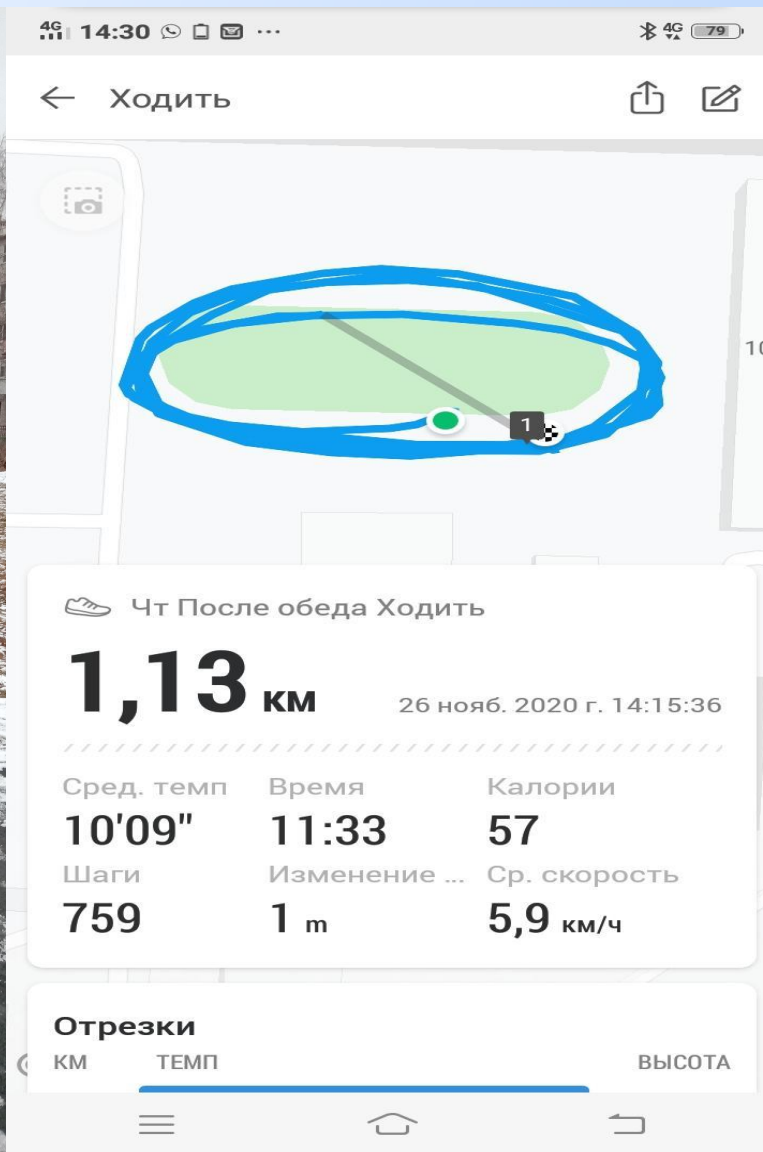 4G 14:30 4G 79
Ходить
10
1
Чт После обеда Ходить
1,13 км 26 нояб. 2020 г. 14:15:36
Сред. темп Время Калории
10'09" 11:33 57
Шаги Изменение ... Ср. скорость
759 1 m 5,9 км/ч
Отрезки
КМ ТЕМП ВЫСОТА